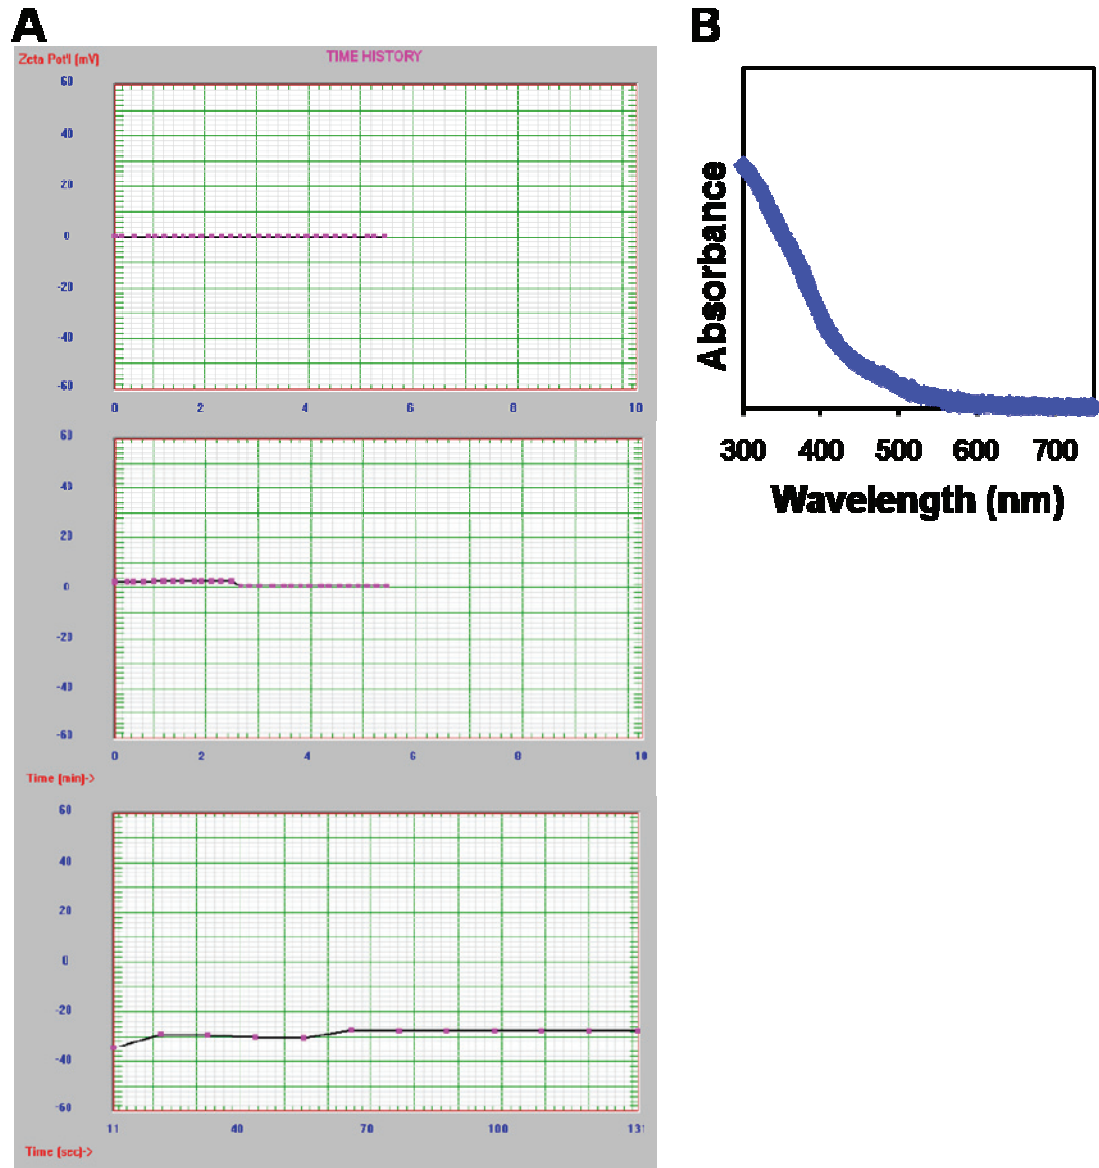 A
Zeta Pot'l (mV)
TIME HISTORY
60
40
20
0
-20
-40
-60
0 2 4 6 8 10
60
40
20
0
-20
-40
-60
0 2 4 6 8 10
Time (min)->
60
40
20
0
-20
-40
-60
11 40 70 100 131
Time (sec)->
B
Absorbance
300 400 500 600 700
Wavelength (nm)